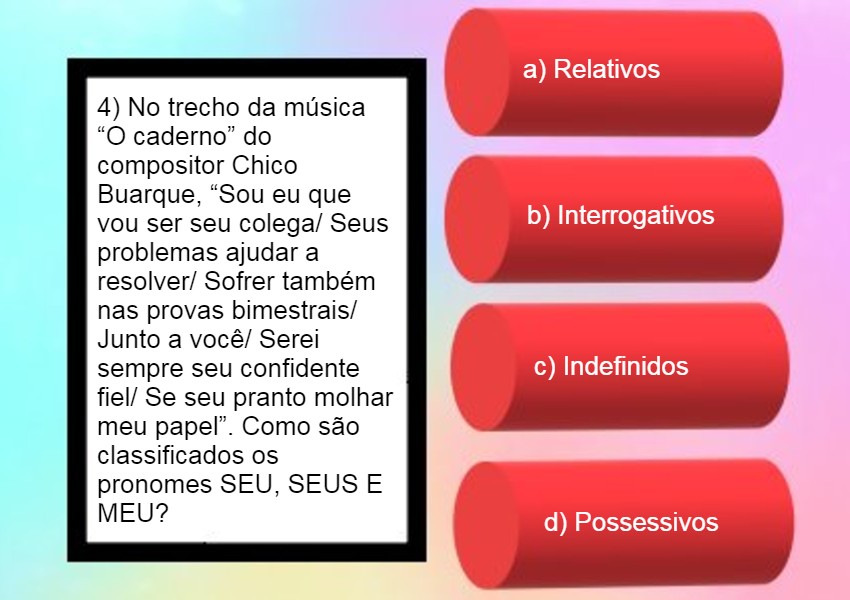 4) No trecho da música
“O caderno” do
compositor Chico
Buarque, “Sou eu que
vou ser seu colega/ Seus
problemas ajudar a
resolver/ Sofrer também
nas provas bimestrais/
Junto a você/ Serei
sempre seu confidente
fiel/ Se seu pranto molhar
meu papel”. Como são
classificados os
pronomes SEU, SEUS E
MEU?
a) Relativos
b) Interrogativos
c) Indefinidos
d) Possessivos